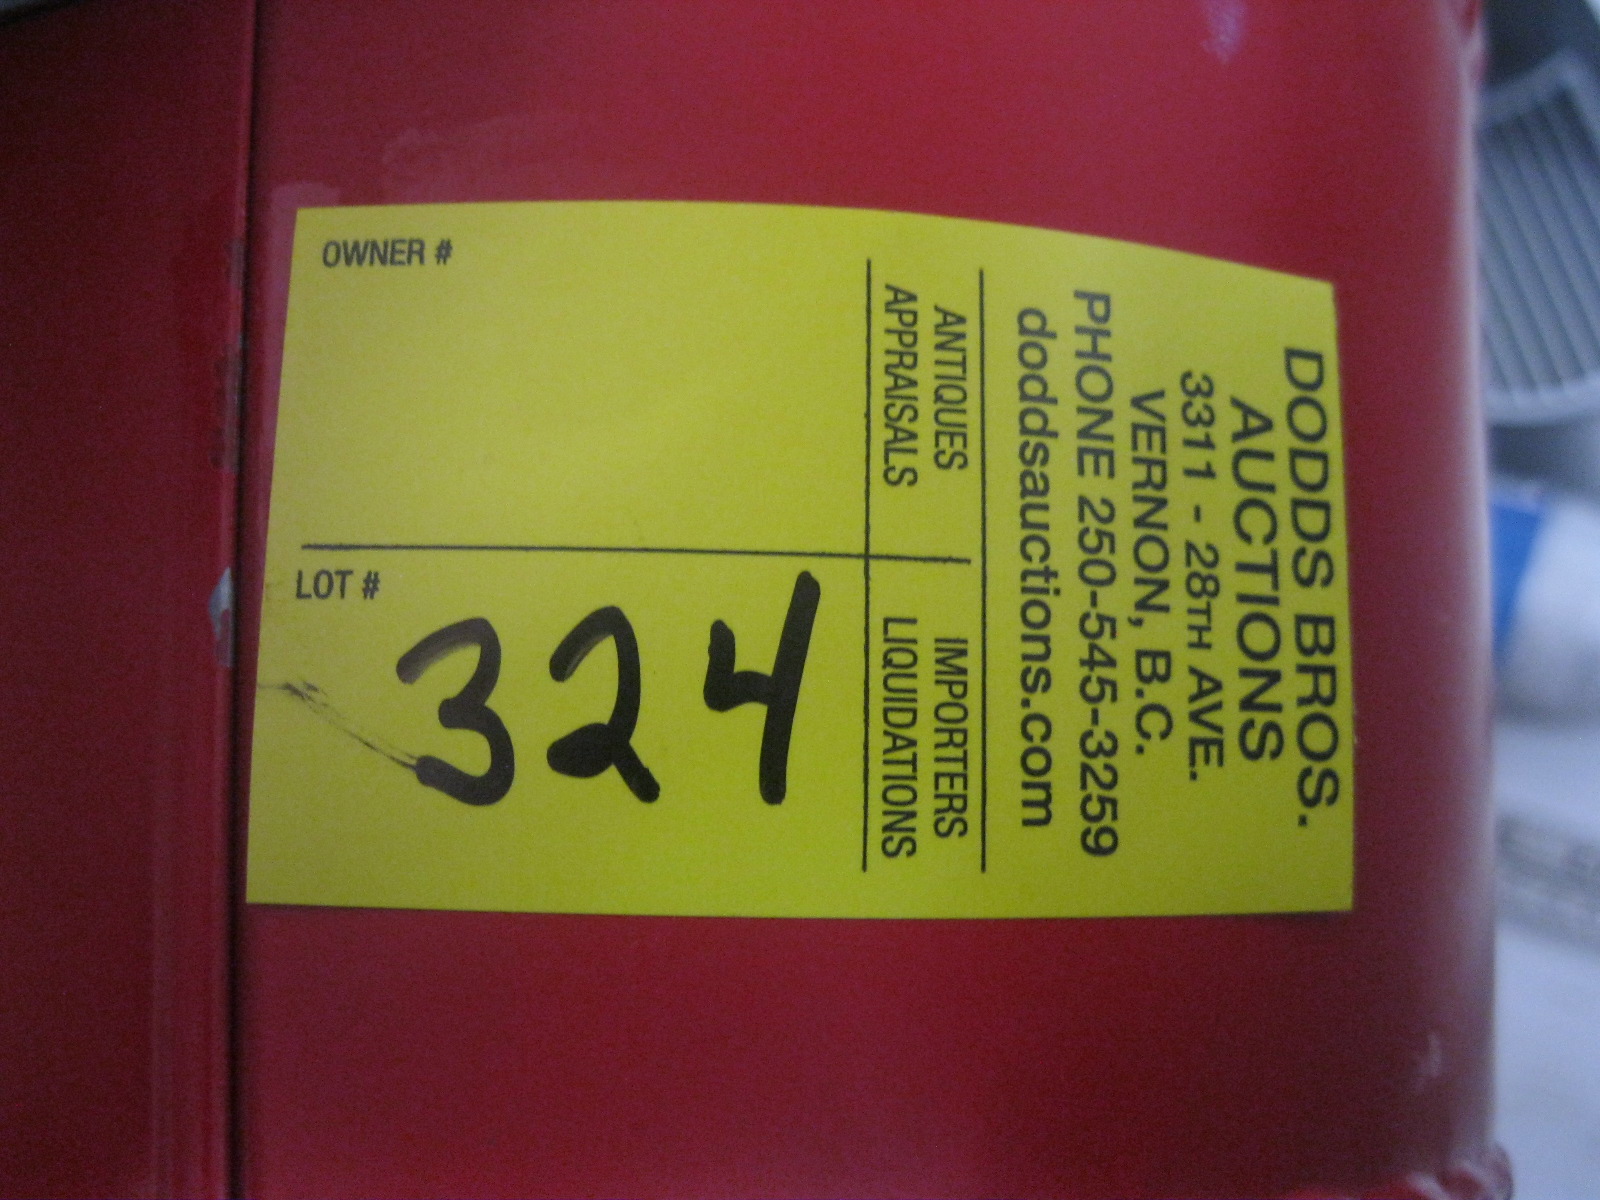 DODDS BROS.
AUCTIONS
3311 - 28TH AVE.
VERNON, B.C.
PHONE 250-545-3259
doddsauctions.com
ANTIQUES
APPRAISALS
IMPORTERS
LIQUIDATIONS
OWNER #
LOT #
324